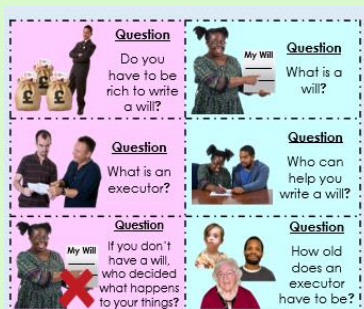 Question
Do you
have to be
rich to write
a will?
My Will
Question
What is a
will?
Question
What is an
executor?
Question
Who can
help you
write a will?
My Will
Question
If you don't
have a will,
who decided
what happens
to your things?
Question
How old
does an
executor
have to be?
£
£
£